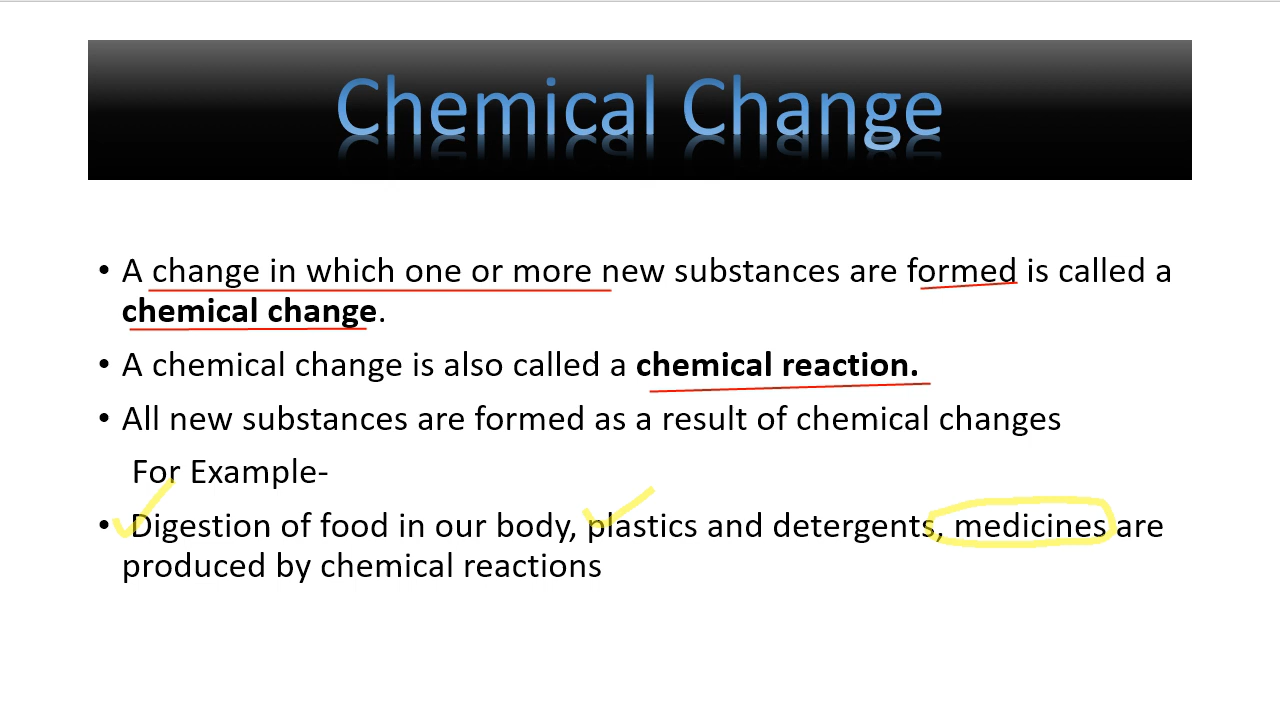 Chemical Change
• A change in which one or more new substances are formed is called a
chemical change.
• A chemical change is also called a chemical reaction.
• All new substances are formed as a result of chemical changes
For Example-
• Digestion of food in our body, plastics and detergents, medicines are
produced by chemical reactions